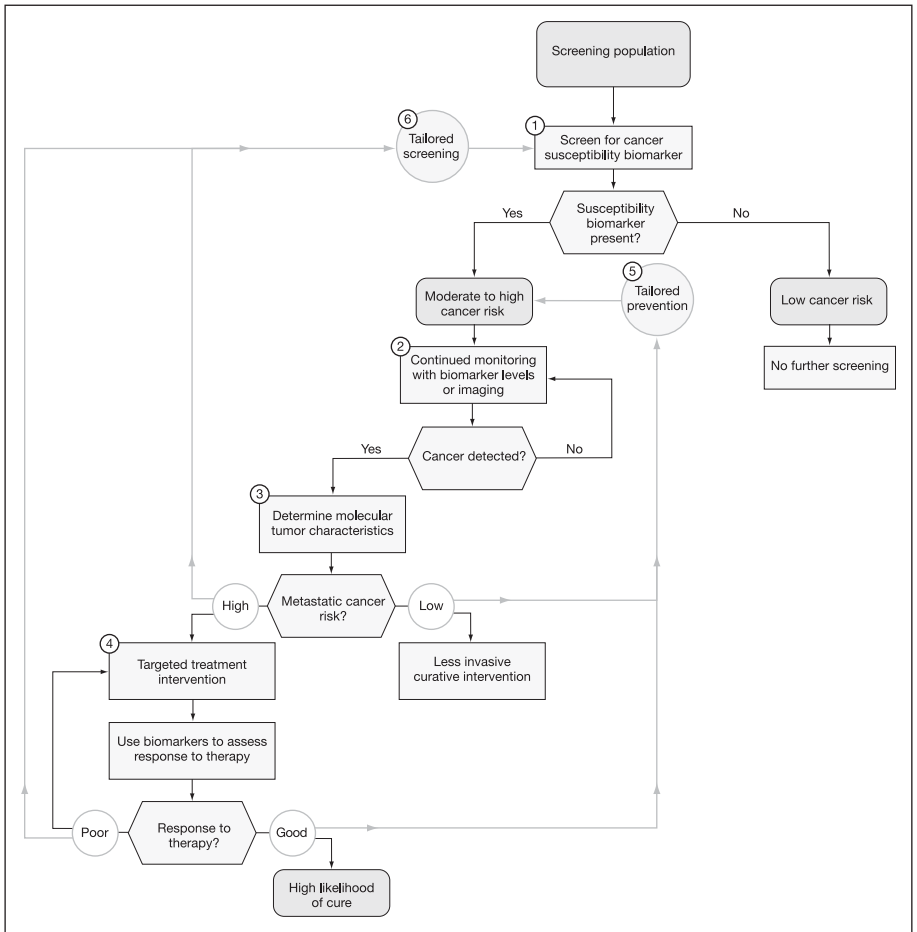 Screening population
6
Tailored
screening
1
Screen for cancer
susceptibility biomarker
Yes
Susceptibility
biomarker
present?
No
5
Tailored
prevention
Moderate to high
cancer risk
Low cancer risk
2
Continued monitoring
with biomarker levels
or imaging
No further screening
Yes
Cancer detected?
No
3
Determine molecular
tumor characteristics
High
Metastatic cancer
risk?
Low
4
Targeted treatment
intervention
Less invasive
curative intervention
Use biomarkers to assess
response to therapy
Poor
Response to
therapy?
Good
High likelihood
of cure